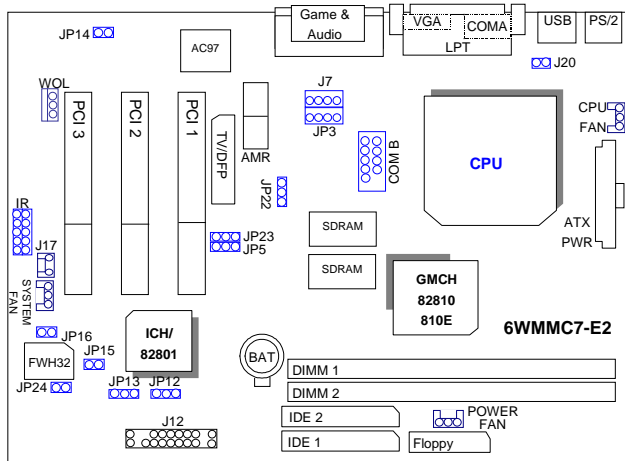 Game &
Audio
VGA
COMA
LPT
USB
PS/2
JP14
AC97
J20
WOL
J7
JP3
CPU
FAN
PCI 3
PCI 2
PCI 1
TV/DFP
AMR
COM B
CPU
JP22
IR
J17
JP23
JP5
SDRAM
SDRAM
ATX
PWR
SYSTEM
FAN
GMCH
82810
810E
6WMMC7-E2
JP16
ICH/
82801
FWH32
JP15
BAT
JP24
JP13
JP12
DIMM 1
DIMM 2
J12
IDE 2
IDE 1
POWER
FAN
Floppy